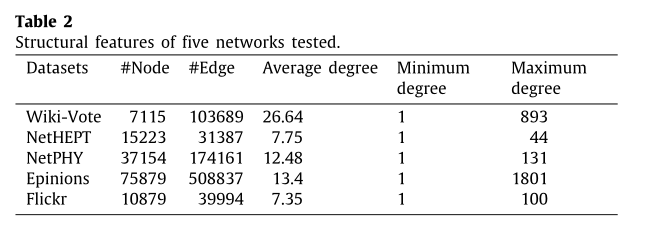 Table 2
Structural features of five networks tested.
Datasets #Node #Edge Average degree Minimum degree Maximum degree
Wiki-Vote 7115 103689 26.64 1 893
NetHEPT 15223 31387 7.75 1 44
NetPHY 37154 174161 12.48 1 131
Epinions 75879 508837 13.4 1 1801
Flickr 10879 39994 7.35 1 100